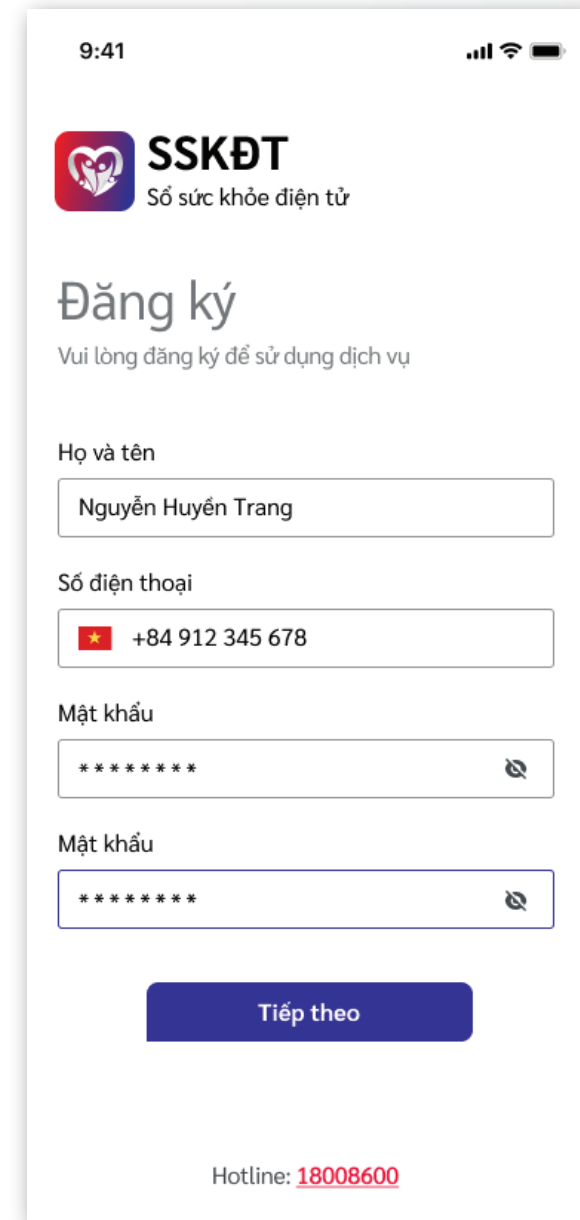 9:41
SSKĐT
Sổ sức khỏe điện tử
Đăng ký
Vui lòng đăng ký để sử dụng dịch vụ
Họ và tên
Nguyễn Huyền Trang
Số điện thoại
+84 912 345 678
Mật khẩu
********
Mật khẩu
********
Tiếp theo
Hotline: 18008600